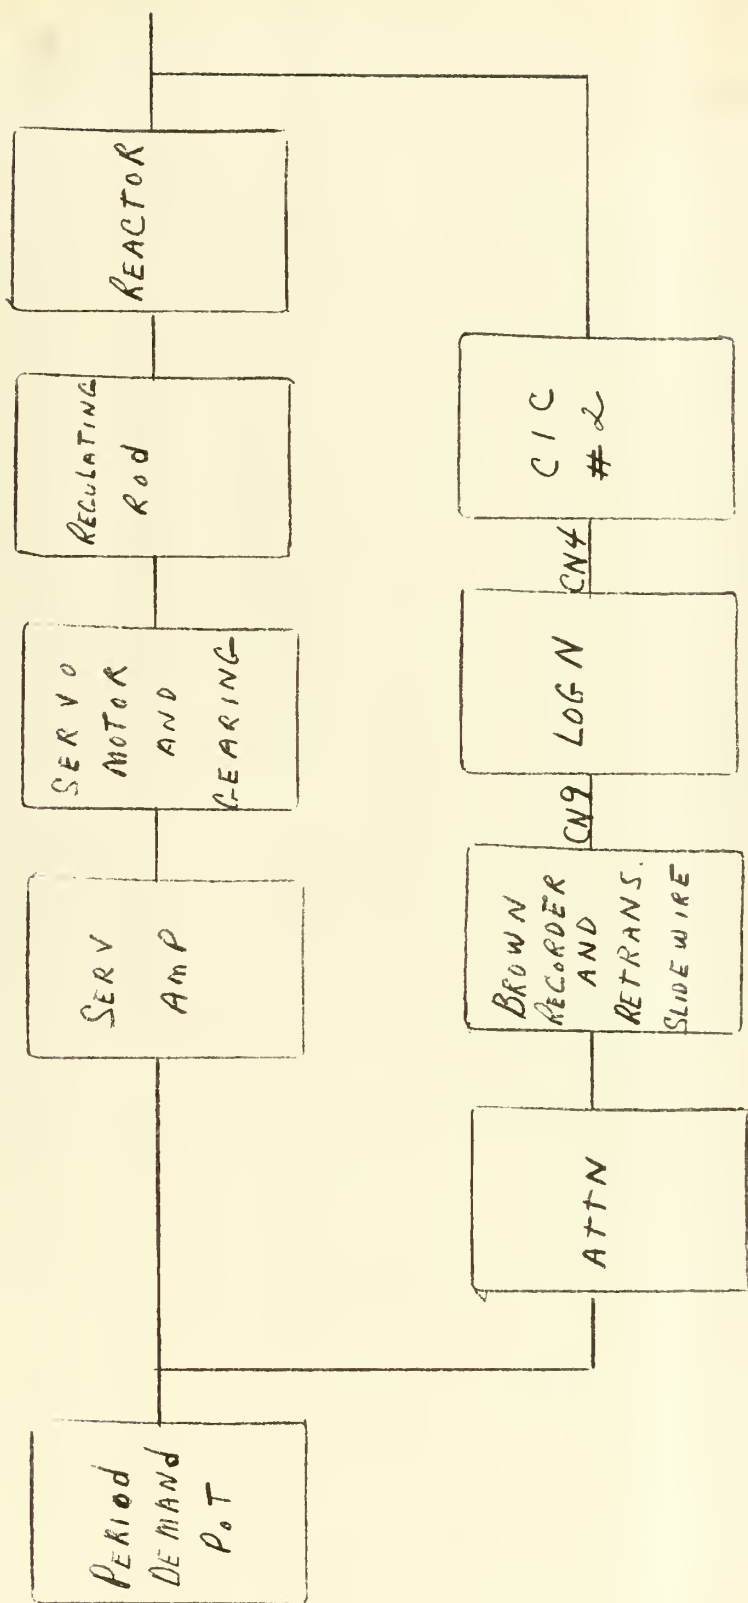 PERIOD
DEMAND
POT
SERV
AMP
SERVO
MOTOR
AND
GEARING
REGULATING
ROD
REACTOR
ATTN
BROWN
RECORDER
AND
RETRANS.
SLIDEWIRE
CN9
LOG N
CN4
CIC
#2